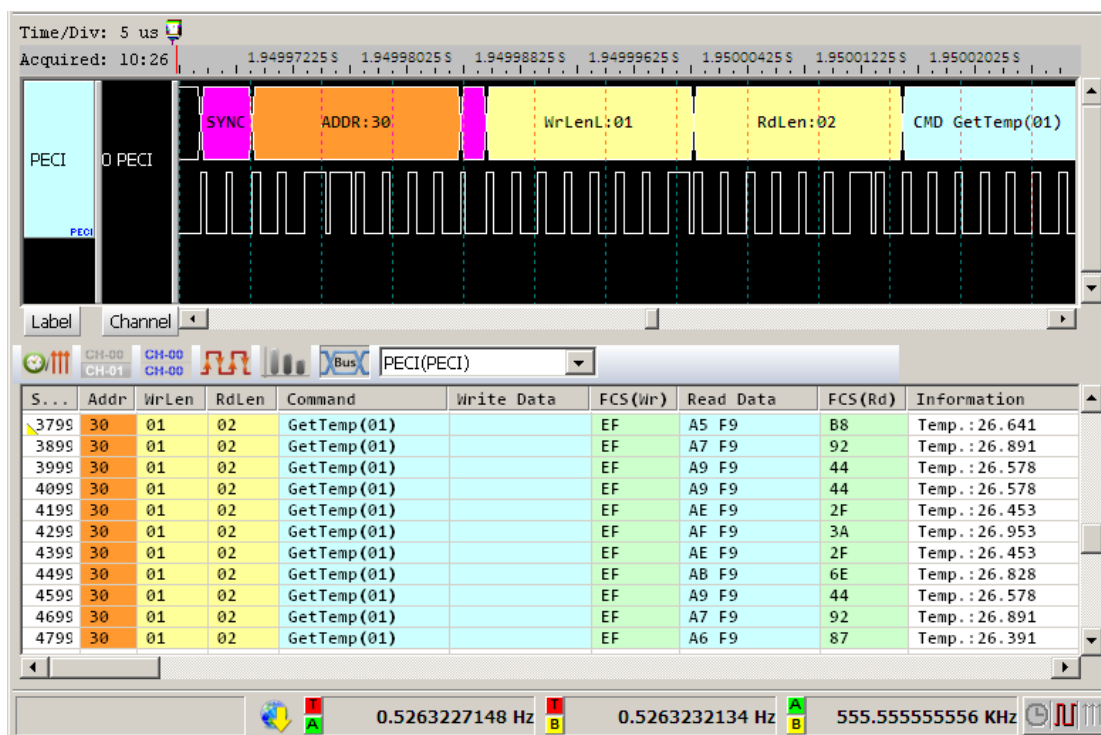 Time/Div: 5 us
Acquired: 10:26 1.94997225 S 1.94998025 S 1.94998825 S 1.94999625 S 1.95000425 S 1.95001225 S 1.95002025 S
SYNC ADDR:30 WrLenL:01 RdLen:02 CMD GetTemp(01)
PECI 0 PECI
PECI
Label Channel
CH-00 CH-01 CH-00 CH-00 Bus PECI(PECI)
S... Addr WrLen RdLen Command Write Data FCS(Wr) Read Data FCS(Rd) Information
3799 30 01 02 GetTemp(01) EF A5 F9 B8 Temp.:26.641
3899 30 01 02 GetTemp(01) EF A7 F9 92 Temp.:26.891
3999 30 01 02 GetTemp(01) EF A9 F9 44 Temp.:26.578
4099 30 01 02 GetTemp(01) EF A9 F9 44 Temp.:26.578
4199 30 01 02 GetTemp(01) EF AE F9 2F Temp.:26.453
4299 30 01 02 GetTemp(01) EF AF F9 3A Temp.:26.953
4399 30 01 02 GetTemp(01) EF AE F9 2F Temp.:26.453
4499 30 01 02 GetTemp(01) EF AB F9 6E Temp.:26.828
4599 30 01 02 GetTemp(01) EF A9 F9 44 Temp.:26.578
4699 30 01 02 GetTemp(01) EF A7 F9 92 Temp.:26.891
4799 30 01 02 GetTemp(01) EF A6 F9 87 Temp.:26.391
T A 0.5263227148 Hz T B 0.5263232134 Hz A B 555.555555556 KHz